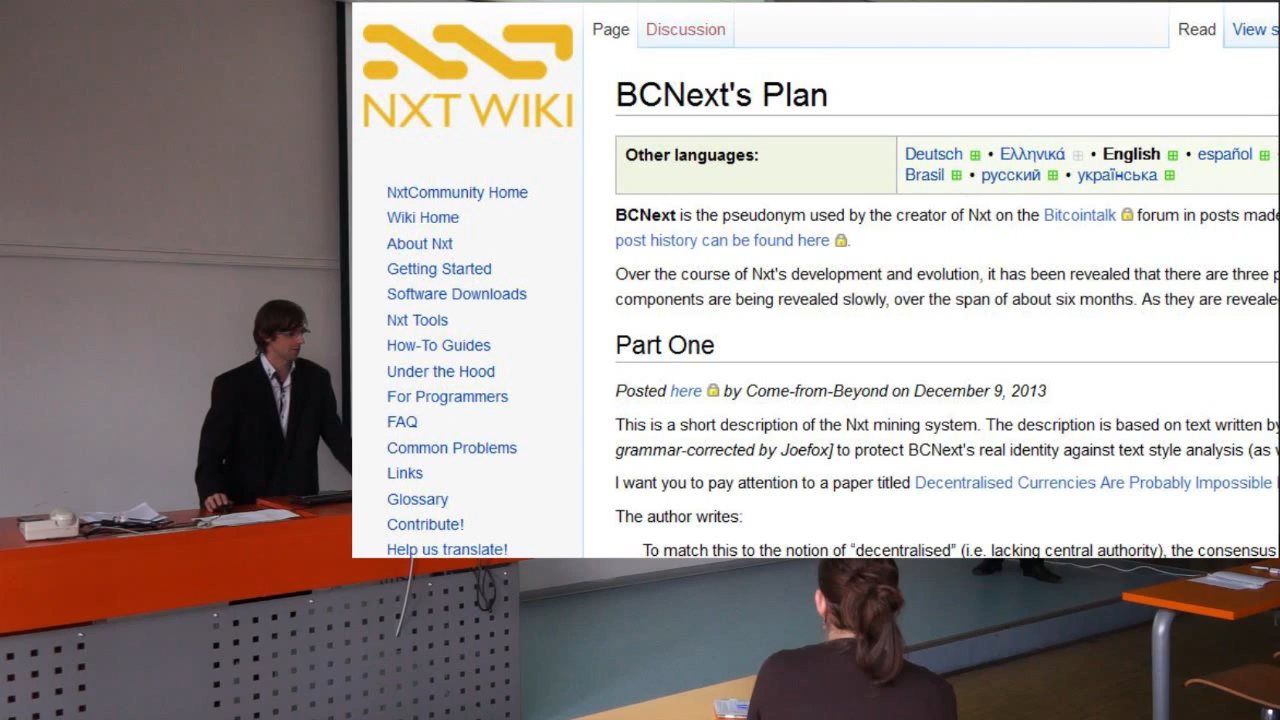 NXT WIKI
NxtCommunity Home
Wiki Home
About Nxt
Getting Started
Software Downloads
Nxt Tools
How-To Guides
Under the Hood
For Programmers
FAQ
Common Problems
Links
Glossary
Contribute!
Help us translate!
Page Discussion
Read View s
BCNext's Plan
Other languages:
Deutsch • Ελληνικά • English • español
Brasil • русский • українська
BCNext is the pseudonym used by the creator of Nxt on the Bitcointalk forum in posts mad
post history can be found here .
Over the course of Nxt's development and evolution, it has been revealed that there are three p
components are being revealed slowly, over the span of about six months. As they are reveale
Part One
Posted here by Come-from-Beyond on December 9, 2013
This is a short description of the Nxt mining system. The description is based on text written by
grammar-corrected by Joefox] to protect BCNext's real identity against text style analysis (as
I want you to pay attention to a paper titled Decentralised Currencies Are Probably Impossible
The author writes:
To match this to the notion of “decentralised” (i.e. lacking central authority), the consensus